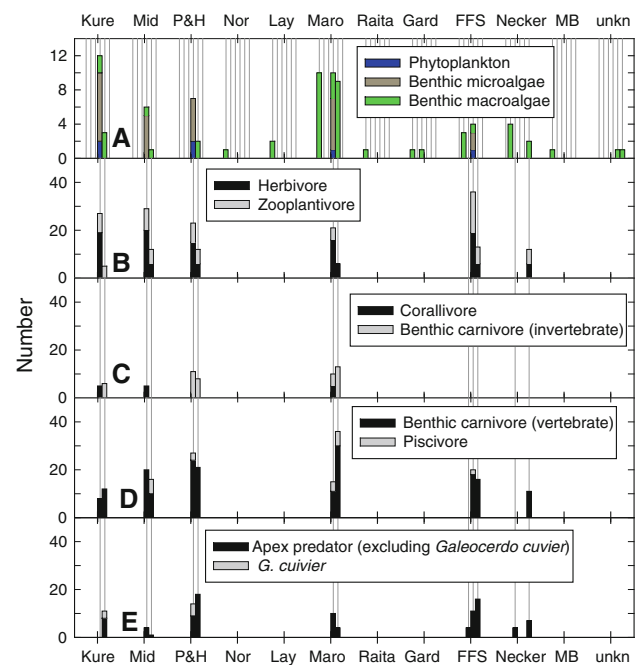 Kure Mid P&H Nor Lay Maro Raita Gard FFS Necker MB unkn
12
8
4
0
Phytoplankton
Benthic microalgae
Benthic macroalgae
A
40
20
0
Herbivore
Zooplantivore
B
40
20
0
Corallivore
Benthic carnivore (invertebrate)
C
Number
40
20
0
Benthic carnivore (vertebrate)
Piscivore
D
40
20
0
Apex predator (excluding Galeocerdo cuvier)
G. cuivier
E
Kure Mid P&H Nor Lay Maro Raita Gard FFS Necker MB unkn